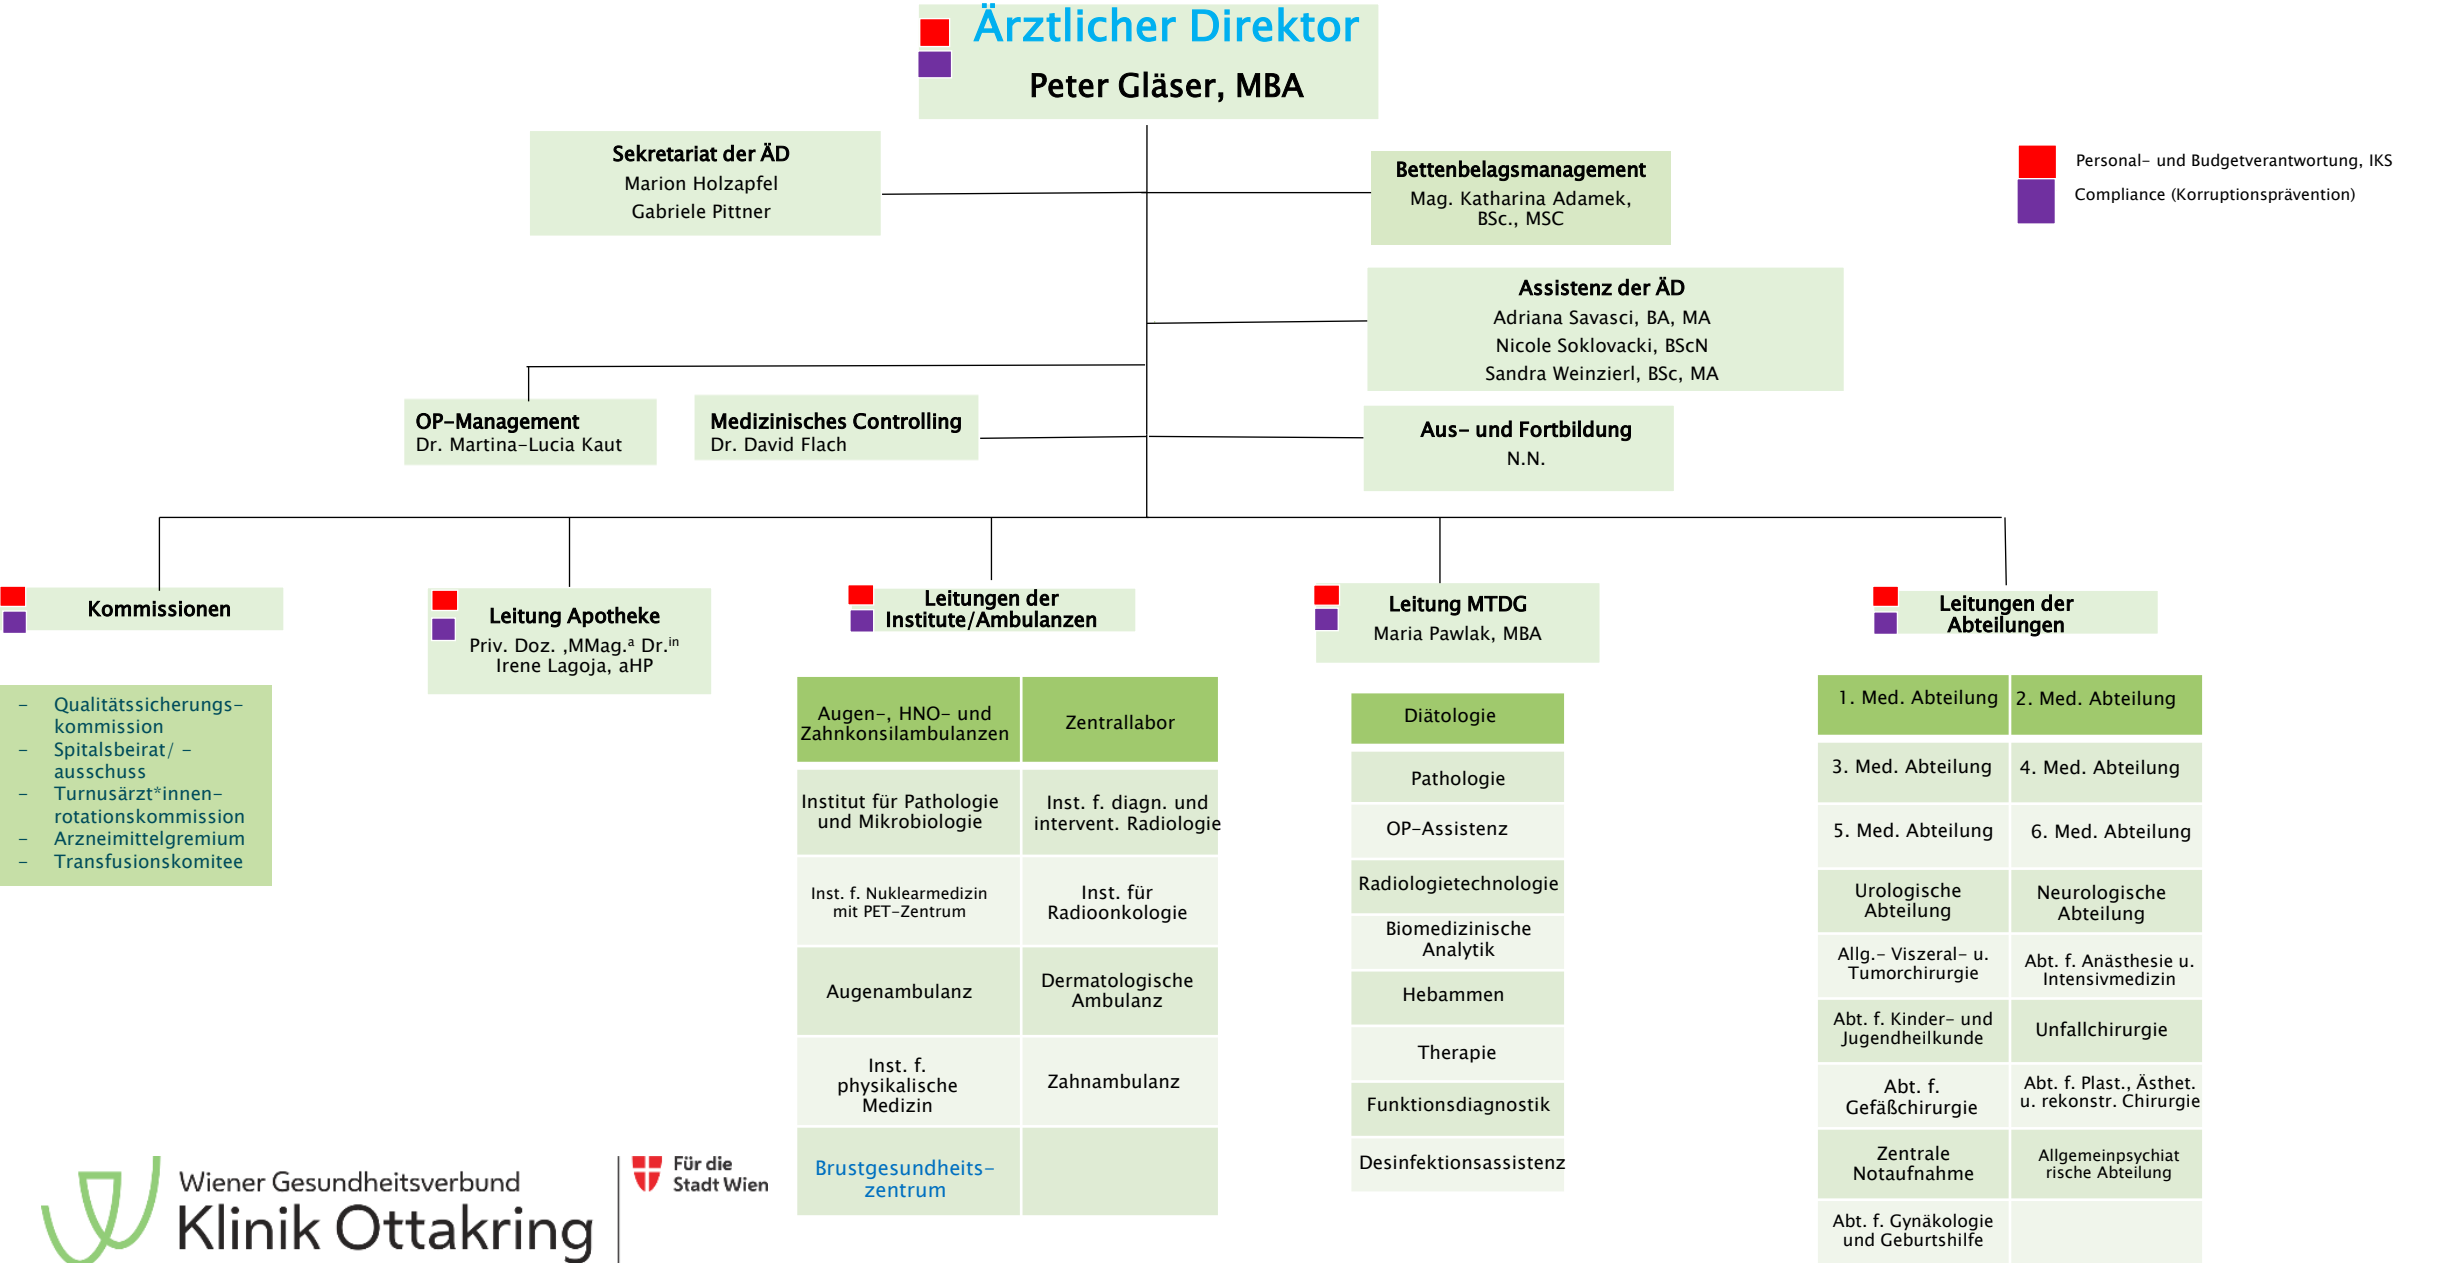 Ärztlicher Direktor
Peter Gläser, MBA
Sekretariat der ÄD
Marion Holzapfel
Gabriele Pittner
Bettenbelagsmanagement
Mag. Katharina Adamek,
BSc., MSC
Personal- und Budgetverantwortung, IKS
Compliance (Korruptionsprävention)
Assistenz der ÄD
Adriana Savasci, BA, MA
Nicole Soklovacki, BScN
Sandra Weinzierl, BSc, MA
OP-Management
Dr. Martina-Lucia Kaut
Medizinisches Controlling
Dr. David Flach
Aus- und Fortbildung
N.N.
Kommissionen
- Qualitätssicherungs-
kommission
- Spitalsbeirat/ -
ausschuss
- Turnusärzt*innen-
rotationskommission
- Arzneimittelgremium
- Transfusionskomitee
Leitung Apotheke
Priv. Doz. ,MMag.ª Dr.ⁱⁿ
Irene Lagoja, aHP
Leitungen der
Institute/Ambulanzen
Augen-, HNO- und
Zahnkonsilambulanzen
Zentrallabor
Institut für Pathologie
und Mikrobiologie
Inst. f. diagn. und
intervent. Radiologie
Inst. f. Nuklearmedizin
mit PET-Zentrum
Inst. für
Radioonkologie
Augenambulanz
Dermatologische
Ambulanz
Inst. f.
physikalische
Medizin
Zahnambulanz
Brustgesundheits-
zentrum
Leitung MTDG
Maria Pawlak, MBA
Diätologie
Pathologie
OP-Assistenz
Radiologietechnologie
Biomedizinische
Analytik
Hebammen
Therapie
Funktionsdiagnostik
Desinfektionsassistenz
Leitungen der
Abteilungen
1. Med. Abteilung
2. Med. Abteilung
3. Med. Abteilung
4. Med. Abteilung
5. Med. Abteilung
6. Med. Abteilung
Urologische
Abteilung
Neurologische
Abteilung
Allg.- Viszeral- u.
Tumorchirurgie
Abt. f. Anästhesie u.
Intensivmedizin
Abt. f. Kinder- und
Jugendheilkunde
Unfallchirurgie
Abt. f.
Gefäßchirurgie
Abt. f. Plast., Ästhet.
u. rekonstr. Chirurgie
Zentrale
Notaufnahme
Allgemeinpsychiat
rische Abteilung
Abt. f. Gynäkologie
und Geburtshilfe
Wiener Gesundheitsverbund
Klinik Ottakring
Für die
Stadt Wien